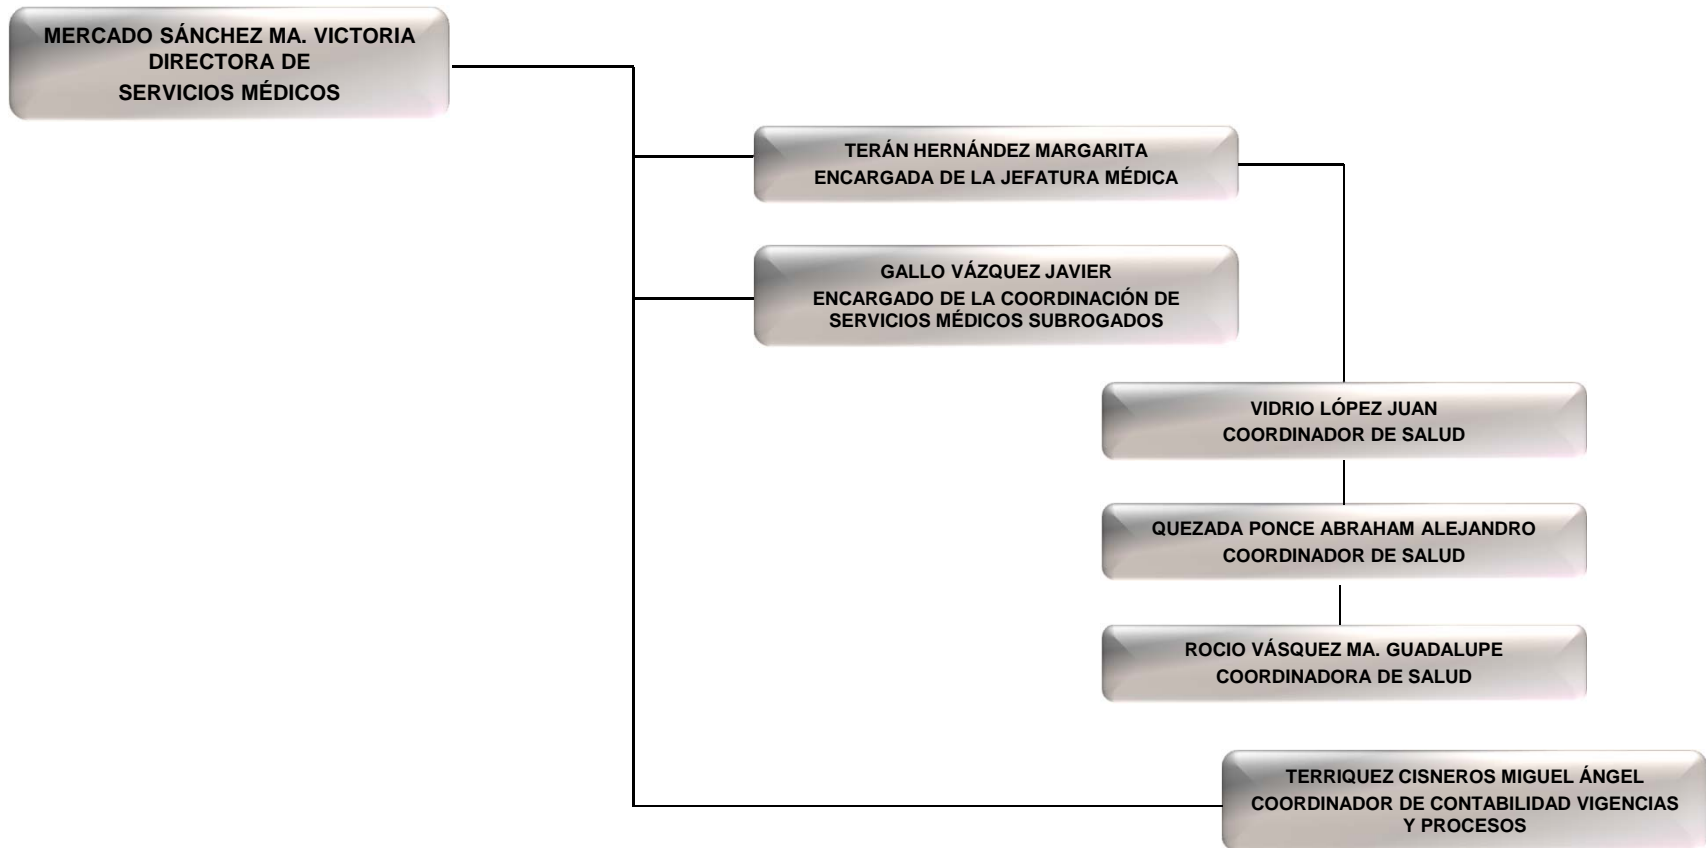 MERCADO SÁNCHEZ MA. VICTORIA
DIRECTORA DE
SERVICIOS MÉDICOS
TERÁN HERNÁNDEZ MARGARITA
ENCARGADA DE LA JEFATURA MÉDICA
GALLO VÁZQUEZ JAVIER
ENCARGADO DE LA COORDINACIÓN DE
SERVICIOS MÉDICOS SUBROGADOS
VIDRIO LÓPEZ JUAN
COORDINADOR DE SALUD
QUEZADA PONCE ABRAHAM ALEJANDRO
COORDINADOR DE SALUD
ROCIO VÁSQUEZ MA. GUADALUPE
COORDINADORA DE SALUD
TERRIQUEZ CISNEROS MIGUEL ÁNGEL
COORDINADOR DE CONTABILIDAD VIGENCIAS
Y PROCESOS